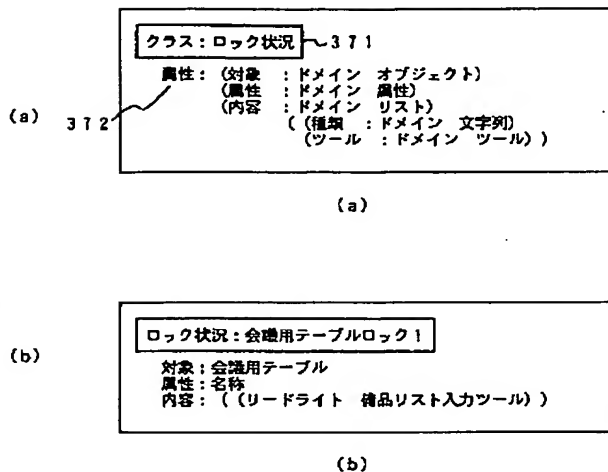 クラス:ロック状況 371
属性:(対象 :ドメイン オブジェクト)
(属性 :ドメイン 属性)
(a) 372 (内容 :ドメイン リスト)
((種類 :ドメイン 文字列)
(ツール :ドメイン ツール))
(a)
ロック状況:会議用テーブルロック1
(b)
対象:会議用テーブル
属性:名称
内容:((リードライト 備品リスト入力ツール))
(b)